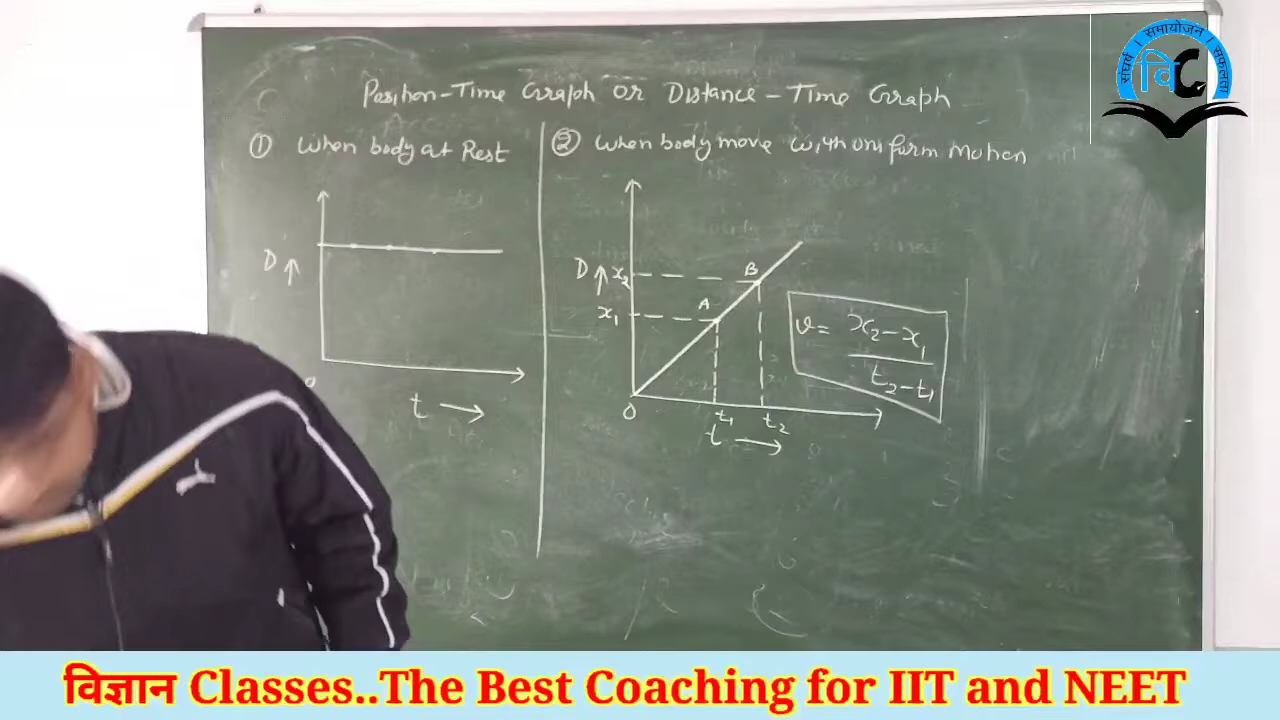 संघर्ष । समायोजन । सफलता
वि C
Position-Time Graph or Distance-Time Graph
① When body at Rest
② When body move with uniform Motion
D ↑
0
t →
D ↑
x₂
x₁
A
B
0
t₁
t₂
t →
v = x₂-x₁
t₂-t₁
विज्ञान Classes..The Best Coaching for IIT and NEET